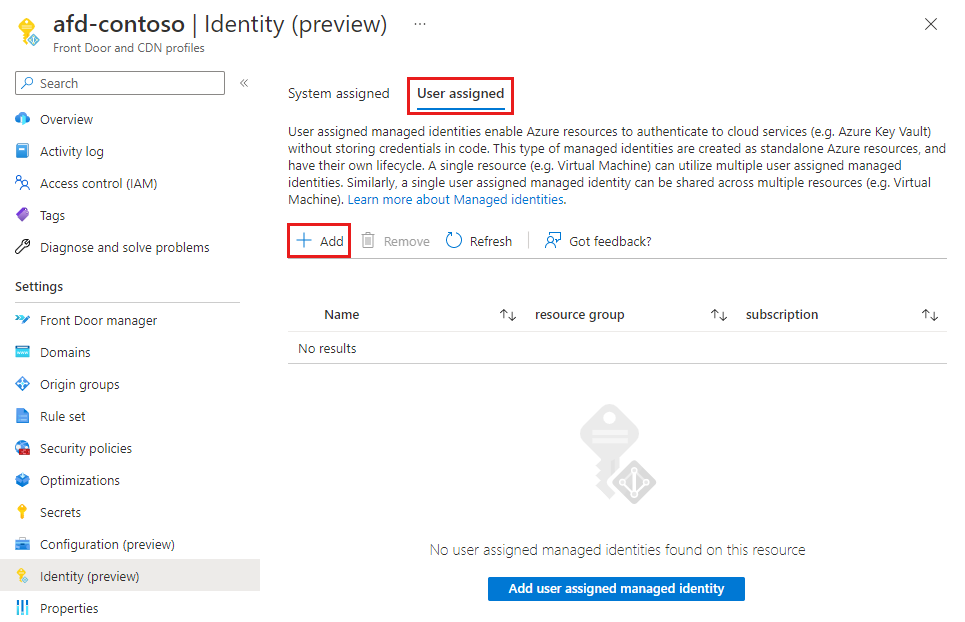 afd-contoso | Identity (preview) ...
Front Door and CDN profiles
Search
Overview
Activity log
Access control (IAM)
Tags
Diagnose and solve problems
Settings
Front Door manager
Domains
Origin groups
Rule set
Security policies
Optimizations
Secrets
Configuration (preview)
Identity (preview)
Properties
System assigned User assigned
User assigned managed identities enable Azure resources to authenticate to cloud services (e.g. Azure Key Vault)
without storing credentials in code. This type of managed identities are created as standalone Azure resources, and
have their own lifecycle. A single resource (e.g. Virtual Machine) can utilize multiple user assigned managed
identities. Similarly, a single user assigned managed identity can be shared across multiple resources (e.g. Virtual
Machine). Learn more about Managed identities.
Add Remove Refresh Got feedback?
Name resource group subscription
No results
No user assigned managed identities found on this resource
Add user assigned managed identity